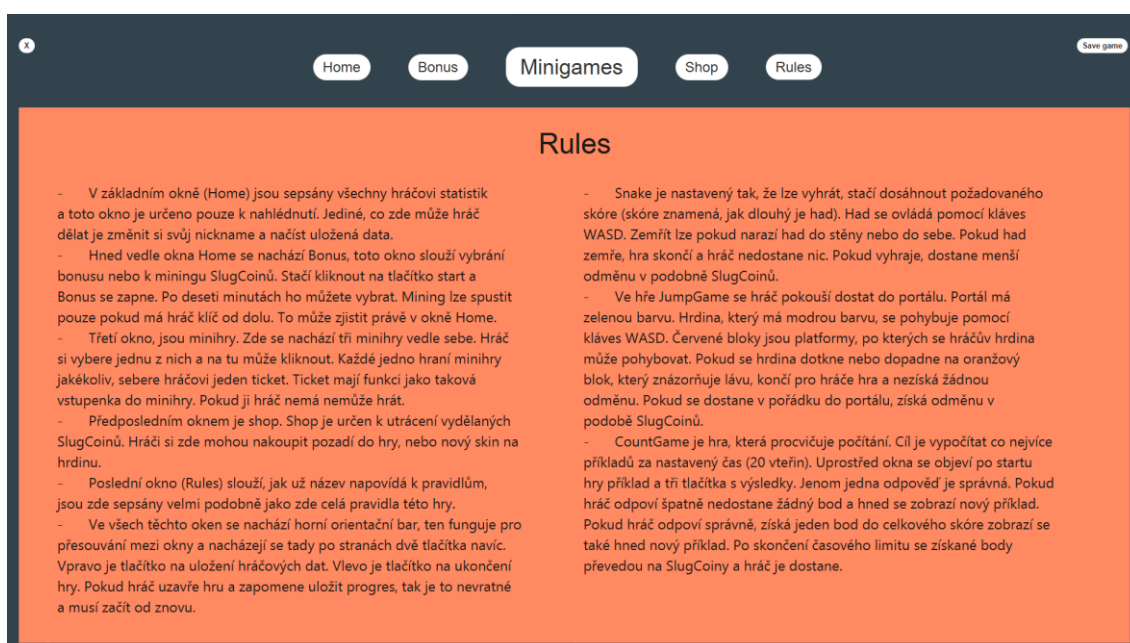 X
Save game
Home
Bonus
Minigames
Shop
Rules
Rules
- V základním okně (Home) jsou sepsány všechny hráčovi statistik
a toto okno je určeno pouze k nahlédnutí. Jediné, co zde může hráč
dělat je změnit si svůj nickname a načíst uložená data.
- Hned vedle okna Home se nachází Bonus, toto okno slouží vybrání
bonusu nebo k miningu SlugCoinů. Stačí kliknout na tlačítko start a
Bonus se zapne. Po deseti minutách ho můžete vybrat. Mining lze spustit
pouze pokud má hráč klíč od dolu. To může zjistit právě v okně Home.
- Třetí okno, jsou minihry. Zde se nachází tři minihry vedle sebe. Hráč
si vybere jednu z nich a na tu může kliknout. Každé jedno hraní minihry
jakékoliv, sebere hráčovi jeden ticket. Ticket mají funkci jako taková
vstupenka do minihry. Pokud ji hráč nemá nemůže hrát.
- Předposledním oknem je shop. Shop je určen k utrácení vydělaných
SlugCoinů. Hráči si zde mohou nakoupit pozadí do hry, nebo nový skin na
hrdinu.
- Poslední okno (Rules) slouží, jak už název napovídá k pravidlům,
jsou zde sepsány velmi podobně jako zde celá pravidla této hry.
- Ve všech těchto oken se nachází horní orientační bar, ten funguje pro
přesouvání mezi okny a nacházejí se tady po stranách dvě tlačítka navíc.
Vpravo je tlačítko na uložení hráčových dat. Vlevo je tlačítko na ukončení
hry. Pokud hráč uzavře hru a zapomene uložit progres, tak je to nevratné
a musí začít od znovu.
- Snake je nastavený tak, že lze vyhrát, stačí dosáhnout požadovaného
skóre (skóre znamená, jak dlouhý je had). Had se ovládá pomocí kláves
WASD. Zemřít lze pokud narazí had do stěny nebo do sebe. Pokud had
zemře, hra skončí a hráč nedostane nic. Pokud vyhraje, dostane menší
odměnu v podobně SlugCoinů.
- Ve hře JumpGame se hráč pokouší dostat do portálu. Portál má
zelenou barvu. Hrdina, který má modrou barvu, se pohybuje pomocí
kláves WASD. Červené bloky jsou platformy, po kterých se hráčův hrdina
může pohybovat. Pokud se hrdina dotkne nebo dopadne na oranžový
blok, který znázorňuje lávu, končí pro hráče hra a nezíská žádnou
odměnu. Pokud se dostane v pořádku do portálu, získá odměnu v
podobě SlugCoinů.
- CountGame je hra, která procvičuje počítání. Cíl je vypočítat co nejvíce
příkladů za nastavený čas (20 vteřin). Uprostřed okna se objeví po startu
hry příklad a tři tlačítka s výsledky. Jenom jedna odpověď je správná. Pokud
hráč odpoví špatně nedostane žádný bod a hned se zobrazí nový příklad.
Pokud hráč odpoví správně, získá jeden bod do celkového skóre zobrazí se
také hned nový příklad. Po skončení časového limitu se získané body
převedou na SlugCoiny a hráč je dostane.